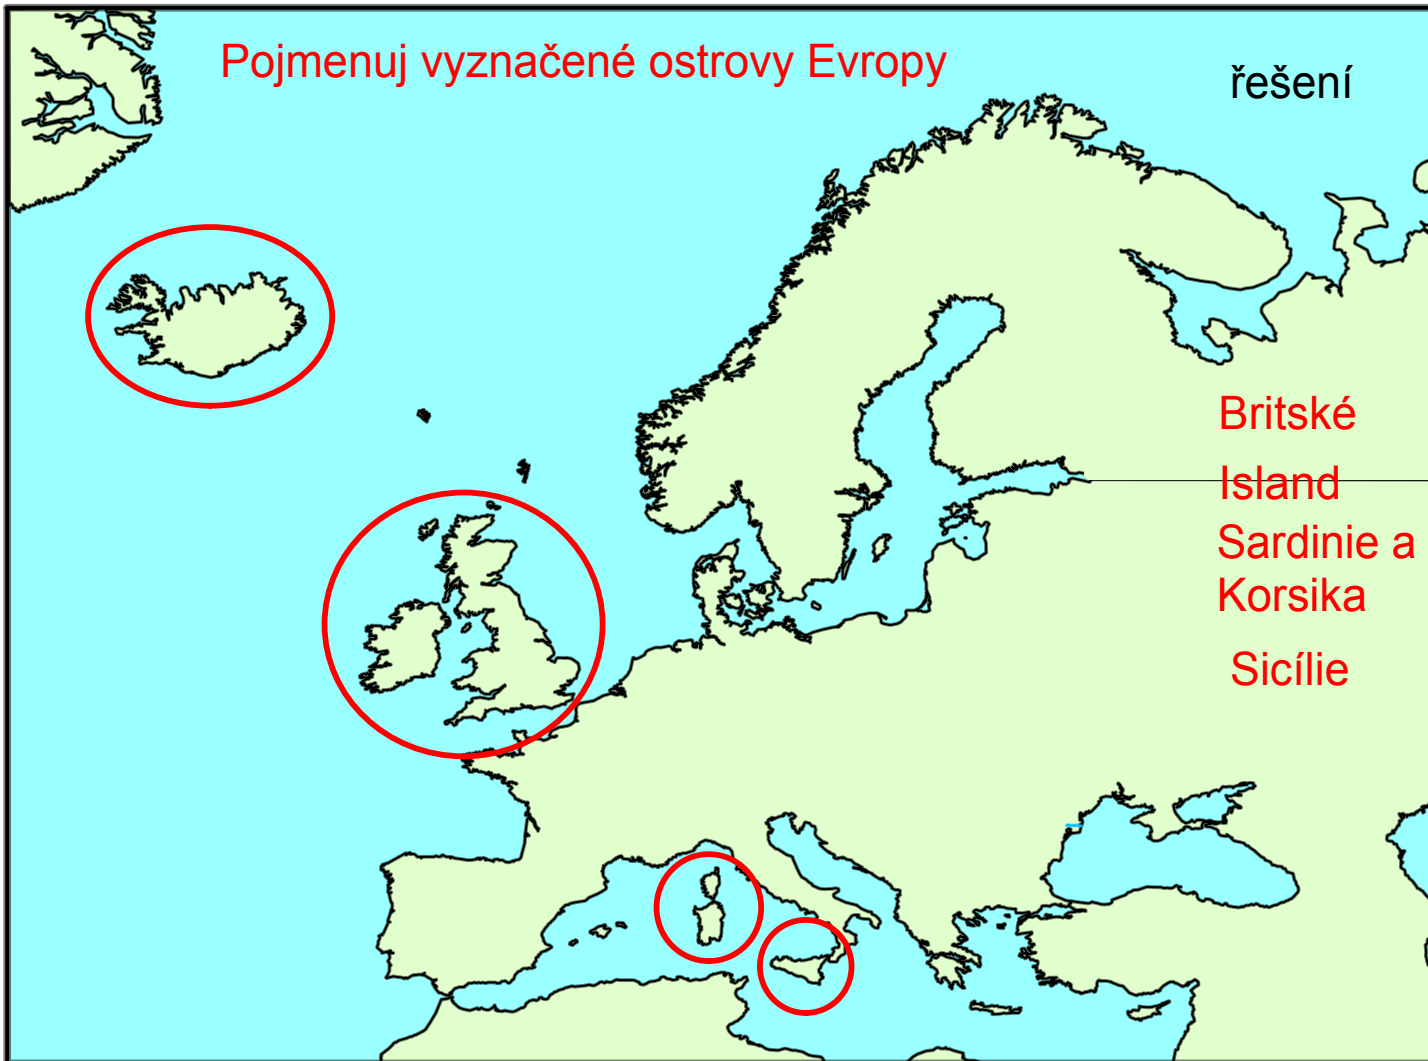 Pojmenuj vyznačené ostrovy Evropy
řešení
Britské
Island
Sardinie a
Korsika
Sicílie